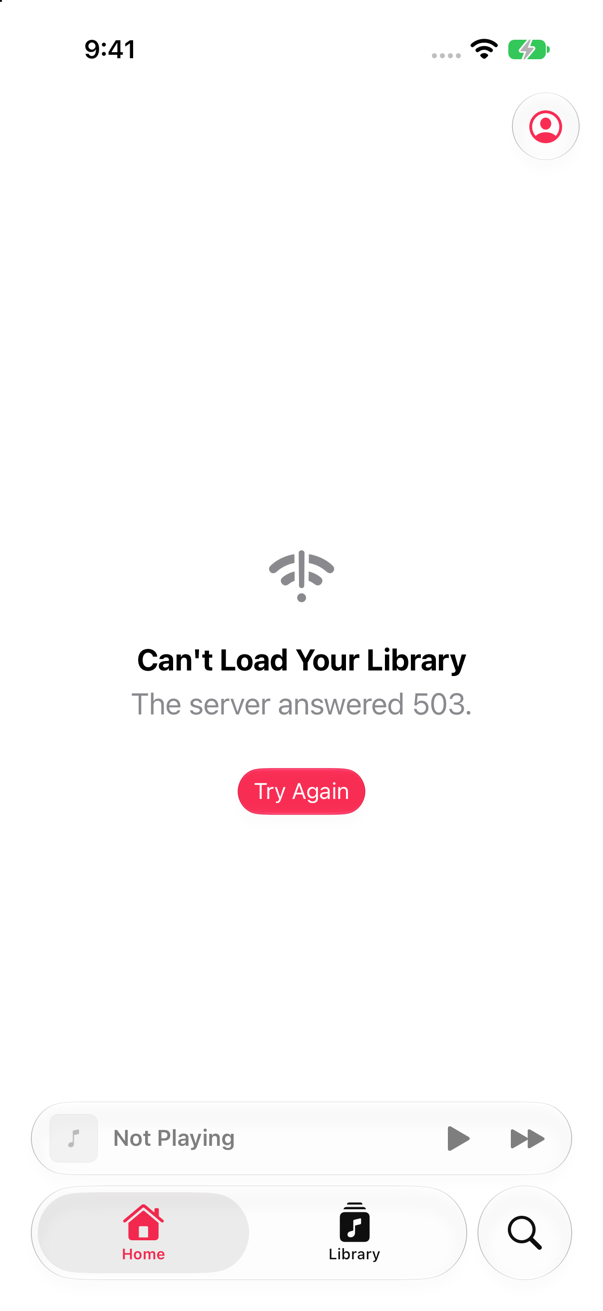 9:41
Can't Load Your Library
The server answered 503.
Try Again
Not Playing
Home
Library